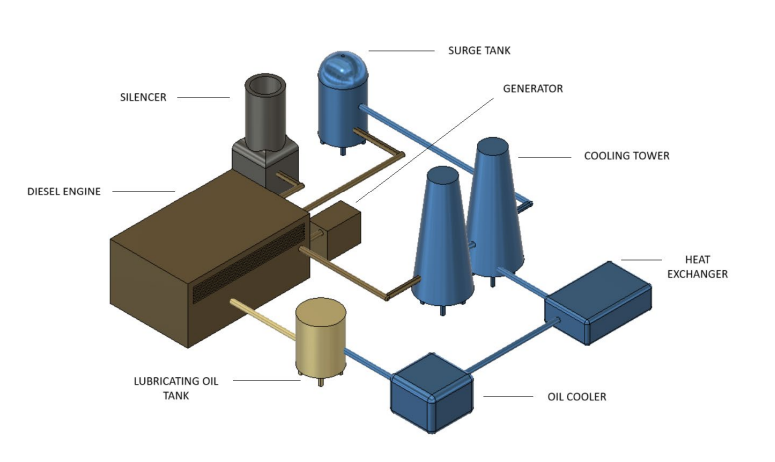 SURGE TANK
GENERATOR
SILENCER
COOLING TOWER
DIESEL ENGINE
HEAT
EXCHANGER
LUBRICATING OIL
TANK
OIL COOLER